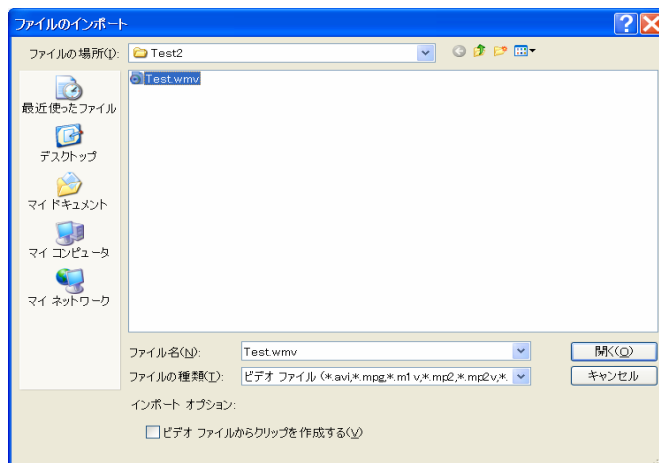 ファイルのインポート
ファイルの場所(I):
Test2
Test.wmv
最近使ったファイル
デスクトップ
マイ ドキュメント
マイ コンピュータ
マイ ネットワーク
ファイル名(N):
Test.wmv
開く(O)
ファイルの種類(T):
ビデオ ファイル (*.avi,*.mpg,*.m1v,*.mp2,*.mp2v,*.
キャンセル
インポート オプション:
ビデオ ファイルからクリップを作成する(V)